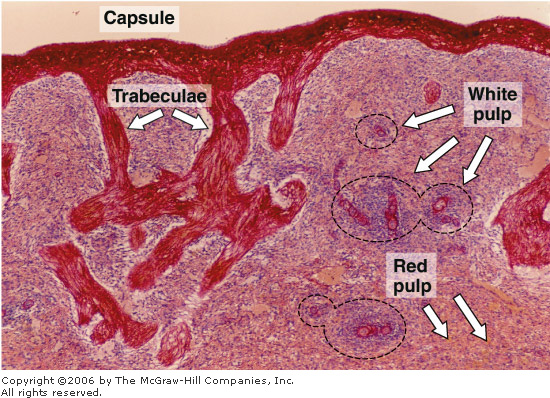 Capsule
Trabeculae
White
pulp
Red
pulp
Copyright ©2006 by The McGraw-Hill Companies, Inc.
All rights reserved.